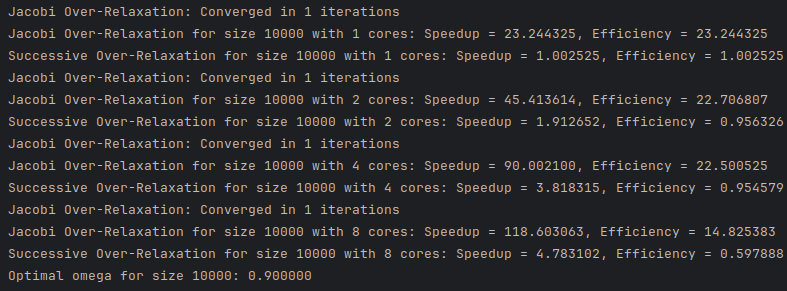 Jacobi Over-Relaxation: Converged in 1 iterations
Jacobi Over-Relaxation for size 10000 with 1 cores: Speedup = 23.244325, Efficiency = 23.244325
Successive Over-Relaxation for size 10000 with 1 cores: Speedup = 1.002525, Efficiency = 1.002525
Jacobi Over-Relaxation: Converged in 1 iterations
Jacobi Over-Relaxation for size 10000 with 2 cores: Speedup = 45.413614, Efficiency = 22.706807
Successive Over-Relaxation for size 10000 with 2 cores: Speedup = 1.912652, Efficiency = 0.956326
Jacobi Over-Relaxation: Converged in 1 iterations
Jacobi Over-Relaxation for size 10000 with 4 cores: Speedup = 90.002100, Efficiency = 22.500525
Successive Over-Relaxation for size 10000 with 4 cores: Speedup = 3.818315, Efficiency = 0.954579
Jacobi Over-Relaxation: Converged in 1 iterations
Jacobi Over-Relaxation for size 10000 with 8 cores: Speedup = 118.603063, Efficiency = 14.825383
Successive Over-Relaxation for size 10000 with 8 cores: Speedup = 4.783102, Efficiency = 0.597888
Optimal omega for size 10000: 0.900000